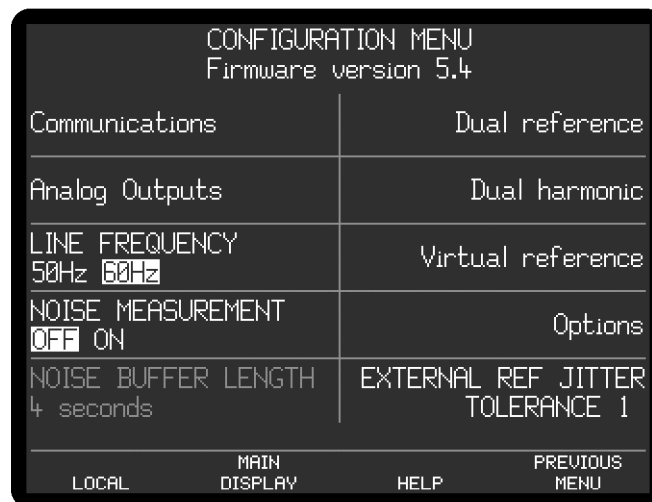 CONFIGURATION MENU
Firmware version 5.4
Communications
Dual reference
Analog Outputs
Dual harmonic
LINE FREQUENCY
50Hz 60Hz
Virtual reference
NOISE MEASUREMENT
OFF ON
Options
NOISE BUFFER LENGTH
4 seconds
EXTERNAL REF JITTER
TOLERANCE 1
LOCAL
MAIN
DISPLAY
HELP
PREVIOUS
MENU